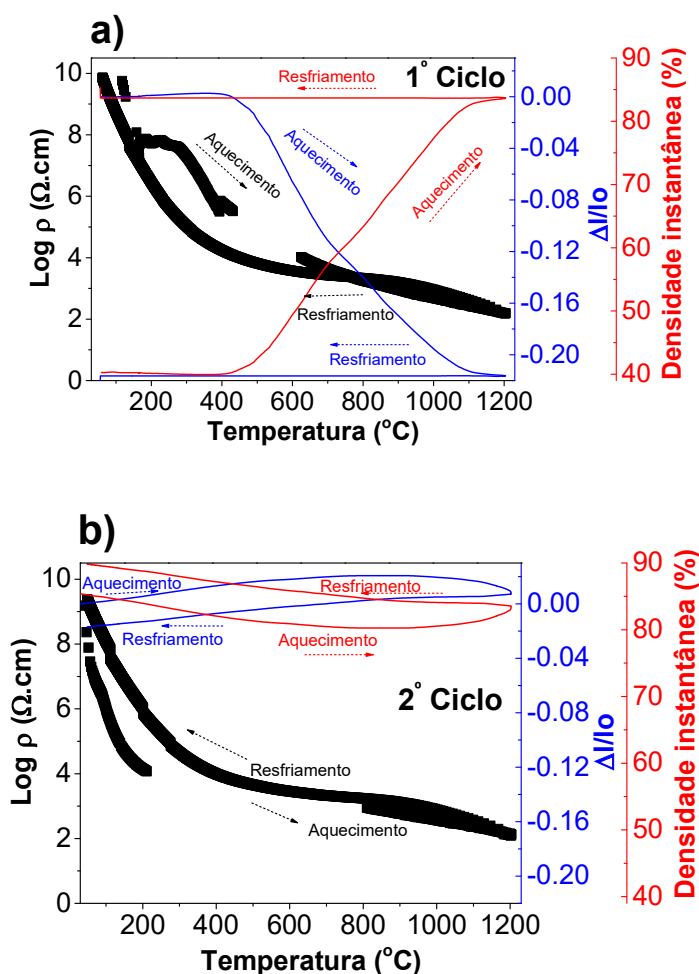 a)
1° Ciclo
Resfriamento
Aquecimento
Aquecimento
Aquecimento
Resfriamento
Resfriamento
10
8
6
4
2
0
Log ρ (Ω.cm)
200 400 600 800 1000 1200
Temperatura (°C)
0.00
-0.04
-0.08
-0.12
-0.16
-0.20
Δl/lo
90
80
70
60
50
40
Densidade instantânea (%)
b)
Aquecimento
Resfriamento
Resfriamento
Aquecimento
2° Ciclo
Resfriamento
Aquecimento
10
8
6
4
2
0
Log ρ (Ω.cm)
200 400 600 800 1000 1200
Temperatura (°C)
0.00
-0.04
-0.08
-0.12
-0.16
-0.20
Δl/lo
90
80
70
60
50
40
Densidade instantânea (%)